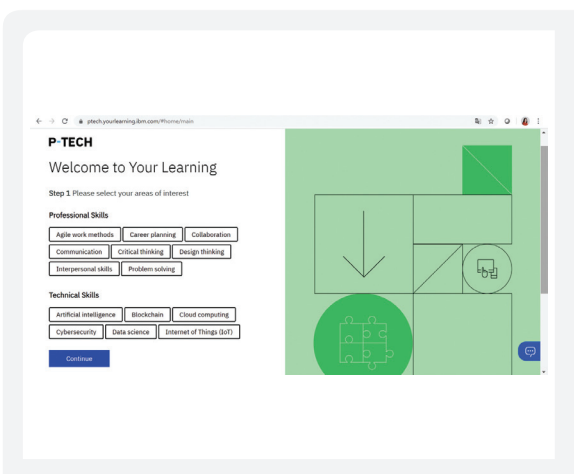 ptech.yourlearning.ibm.com/#home/main
P-TECH
Welcome to Your Learning
Step 1 Please select your areas of interest
Professional Skills
Agile work methods Career planning Collaboration
Communication Critical thinking Design thinking
Interpersonal skills Problem solving
Technical Skills
Artificial intelligence Blockchain Cloud computing
Cybersecurity Data science Internet of Things (IoT)
Continue